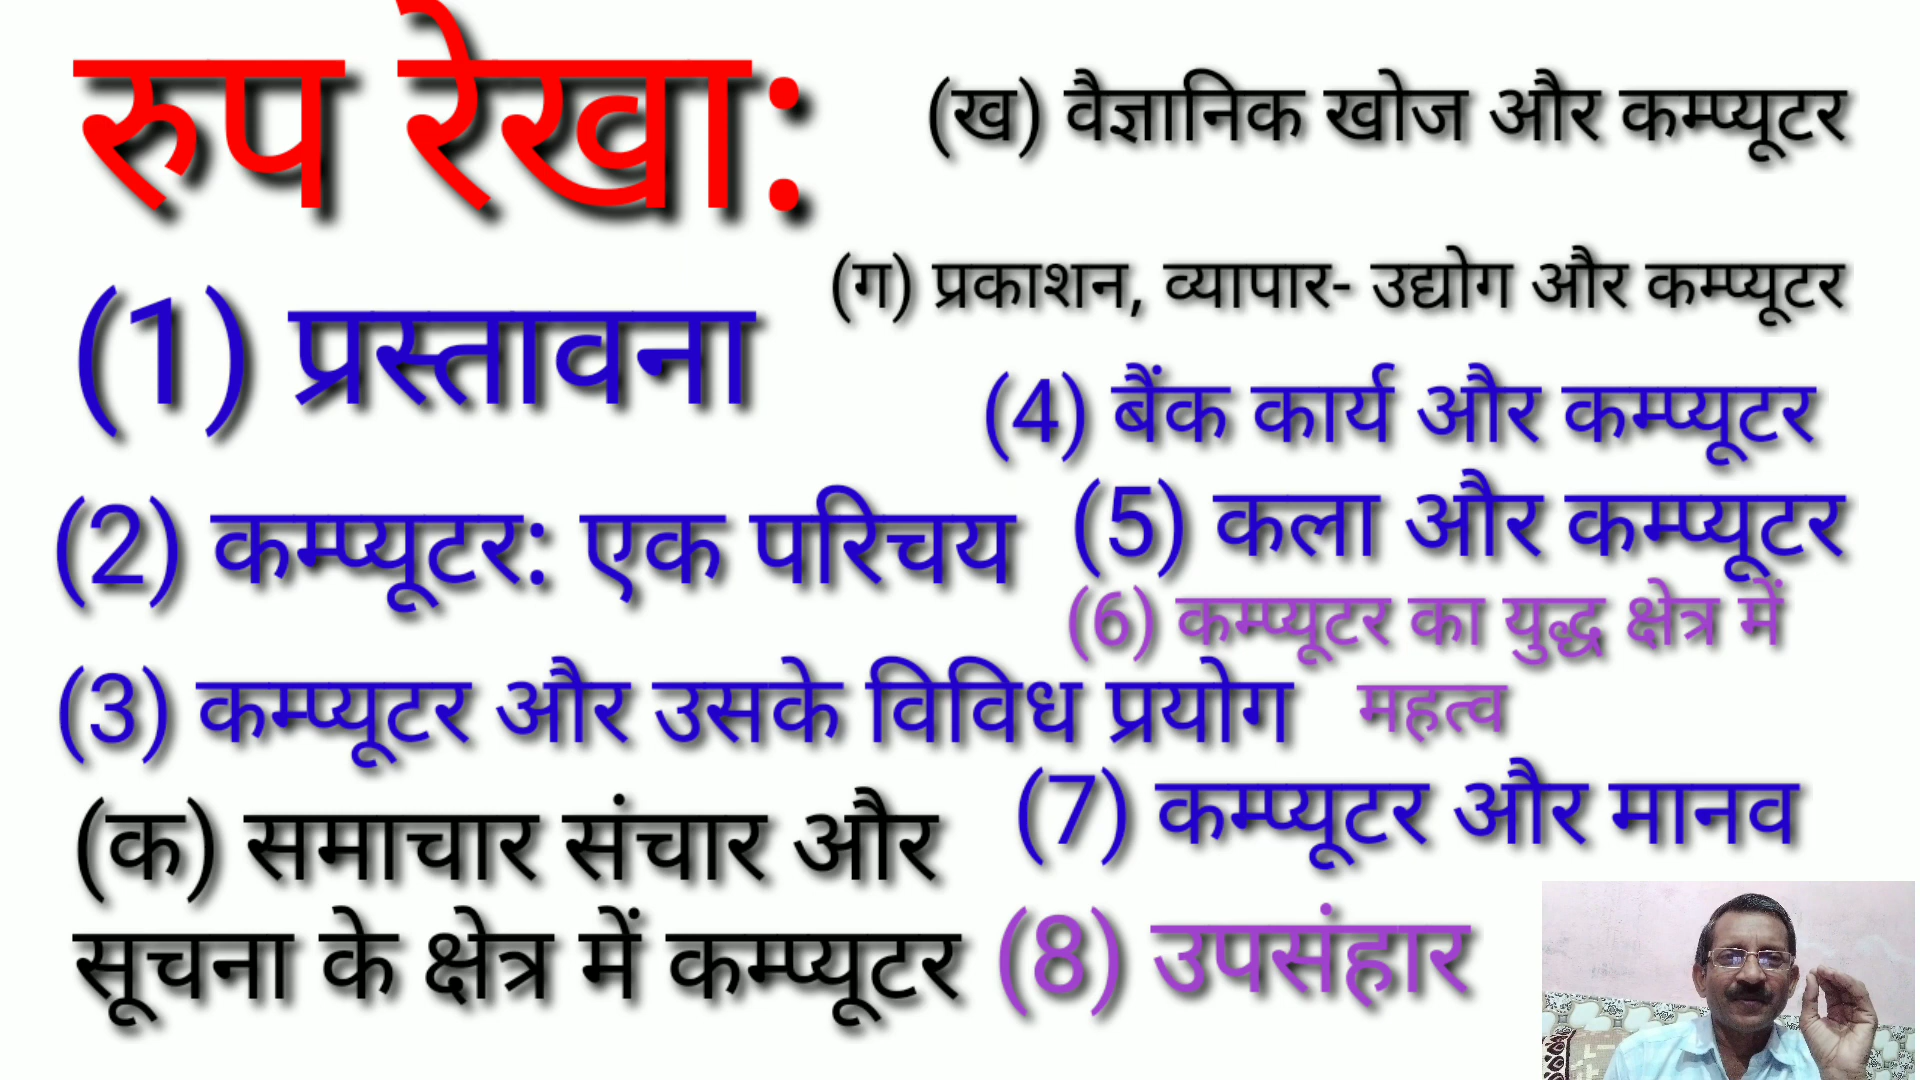 रुप रेखा:
(1) प्रस्तावना
(2) कम्प्यूटर: एक परिचय
(3) कम्प्यूटर और उसके विविध प्रयोग
(क) समाचार संचार और
सूचना के क्षेत्र में कम्प्यूटर
(ख) वैज्ञानिक खोज और कम्प्यूटर
(ग) प्रकाशन, व्यापार- उद्योग और कम्प्यूटर
(4) बैंक कार्य और कम्प्यूटर
(5) कला और कम्प्यूटर
(6) कम्प्यूटर का युद्ध क्षेत्र में
महत्व
(7) कम्प्यूटर और मानव
(8) उपसंहार